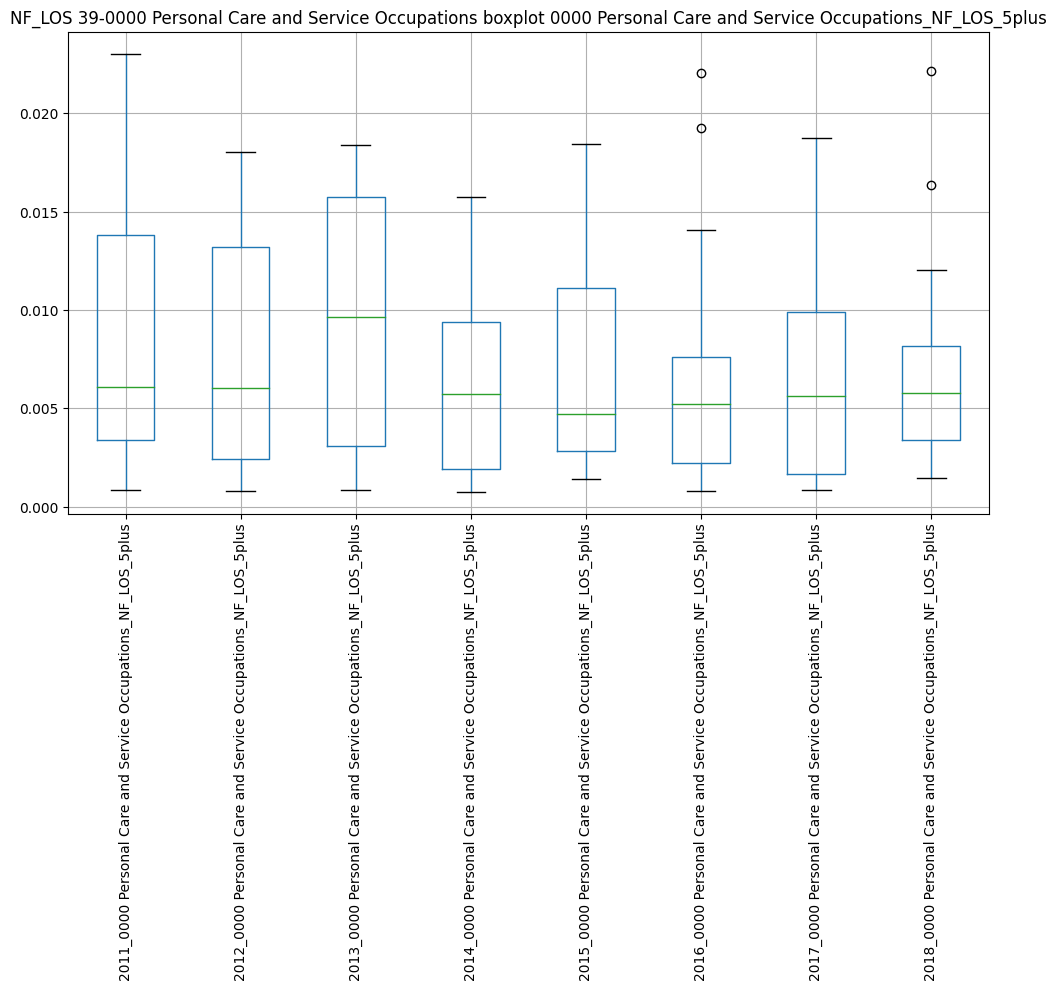 NF_LOS 39-0000 Personal Care and Service Occupations boxplot 0000 Personal Care and Service Occupations_NF_LOS_5plus
0.020
0.015
0.010
0.005
0.000
2011_0000 Personal Care and Service Occupations_NF_LOS_5plus
2012_0000 Personal Care and Service Occupations_NF_LOS_5plus
2013_0000 Personal Care and Service Occupations_NF_LOS_5plus
2014_0000 Personal Care and Service Occupations_NF_LOS_5plus
2015_0000 Personal Care and Service Occupations_NF_LOS_5plus
2016_0000 Personal Care and Service Occupations_NF_LOS_5plus
2017_0000 Personal Care and Service Occupations_NF_LOS_5plus
2018_0000 Personal Care and Service Occupations_NF_LOS_5plus